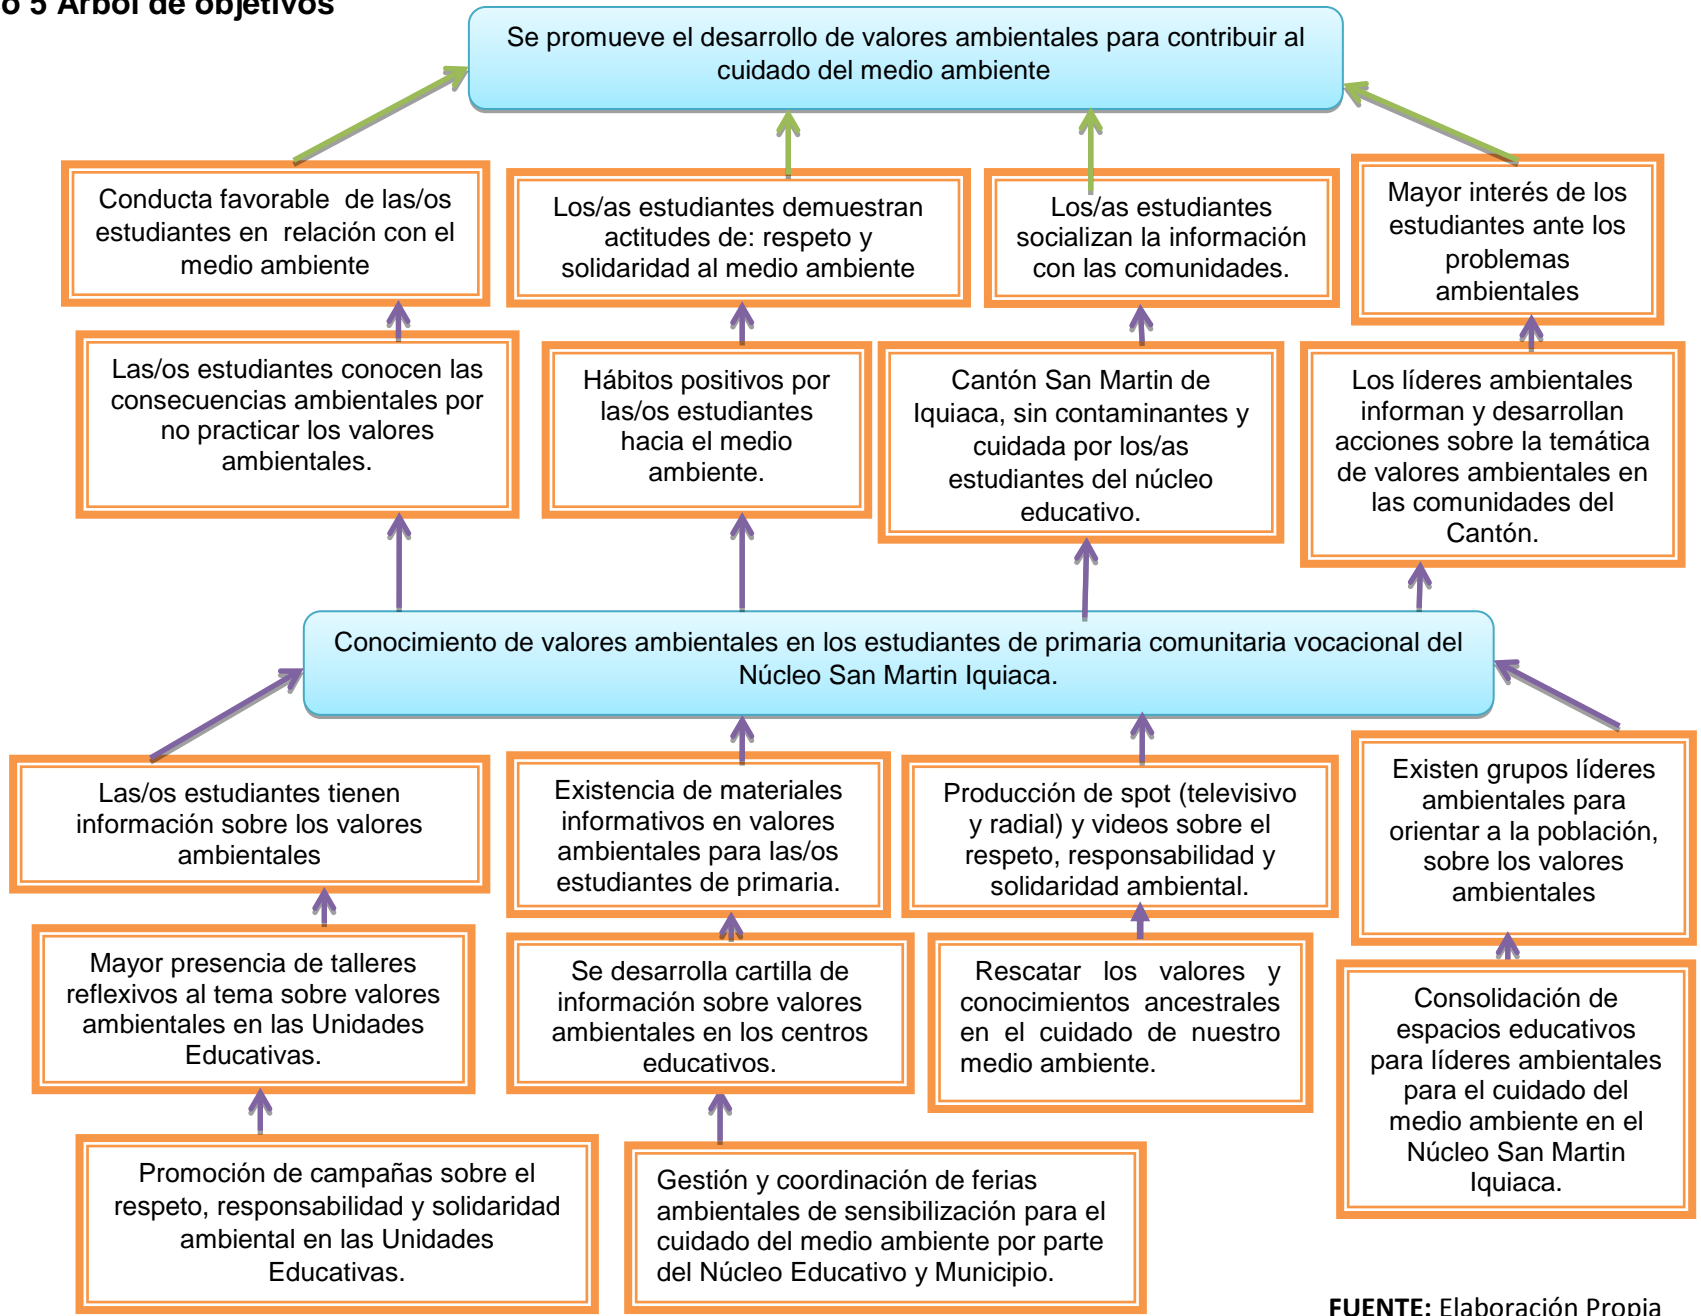 o 5 Árbol de objetivos
Se promueve el desarrollo de valores ambientales para contribuir al
cuidado del medio ambiente
Conducta favorable  de las/os
estudiantes en  relación con el
medio ambiente
Los/as estudiantes demuestran
actitudes de: respeto y
solidaridad al medio ambiente
Los/as estudiantes
socializan la información
con las comunidades.
Mayor interés de los
estudiantes ante los
problemas
ambientales
Las/os estudiantes conocen las
consecuencias ambientales por
no practicar los valores
ambientales.
Hábitos positivos por
las/os estudiantes
hacia el medio
ambiente.
Cantón San Martin de
Iquiaca, sin contaminantes y
cuidada por los/as
estudiantes del núcleo
educativo.
Los líderes ambientales
informan y desarrollan
acciones sobre la temática
de valores ambientales en
las comunidades del
Cantón.
Conocimiento de valores ambientales en los estudiantes de primaria comunitaria vocacional del
Núcleo San Martin Iquiaca.
Las/os estudiantes tienen
información sobre los valores
ambientales
Existencia de materiales
informativos en valores
ambientales para las/os
estudiantes de primaria.
Producción de spot (televisivo
y radial) y videos sobre el
respeto, responsabilidad y
solidaridad ambiental.
Existen grupos líderes
ambientales para
orientar a la población,
sobre los valores
ambientales
Mayor presencia de talleres
reflexivos al tema sobre valores
ambientales en las Unidades
Educativas.
Se desarrolla cartilla de
información sobre valores
ambientales en los centros
educativos.
Rescatar los valores y
conocimientos ancestrales
en el cuidado de nuestro
medio ambiente.
Consolidación de
espacios educativos
para líderes ambientales
para el cuidado del
medio ambiente en el
Núcleo San Martin
Iquiaca.
Promoción de campañas sobre el
respeto, responsabilidad y solidaridad
ambiental en las Unidades
Educativas.
Gestión y coordinación de ferias
ambientales de sensibilización para el
cuidado del medio ambiente por parte
del Núcleo Educativo y Municipio.
FUENTE: Elaboración Propia